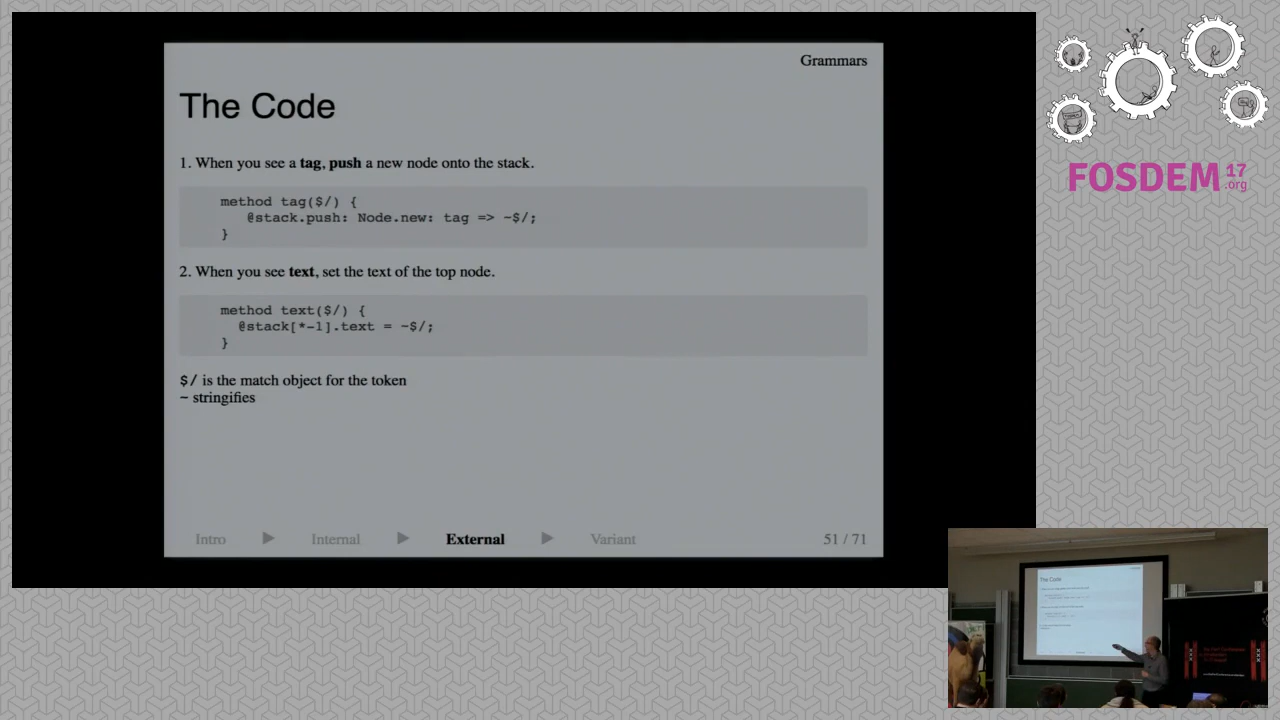 Grammars
The Code
1. When you see a tag, push a new node onto the stack.
method tag($/) {
@stack.push: Node.new: tag => ~$/;
}
2. When you see text, set the text of the top node.
method text($/) {
@stack[*-1].text = ~$/;
}
$/ is the match object for the token
~ stringifies
Intro ▶ Internal ▶ External ▶ Variant 51 / 71
FOSDEM 17
.org
The Code